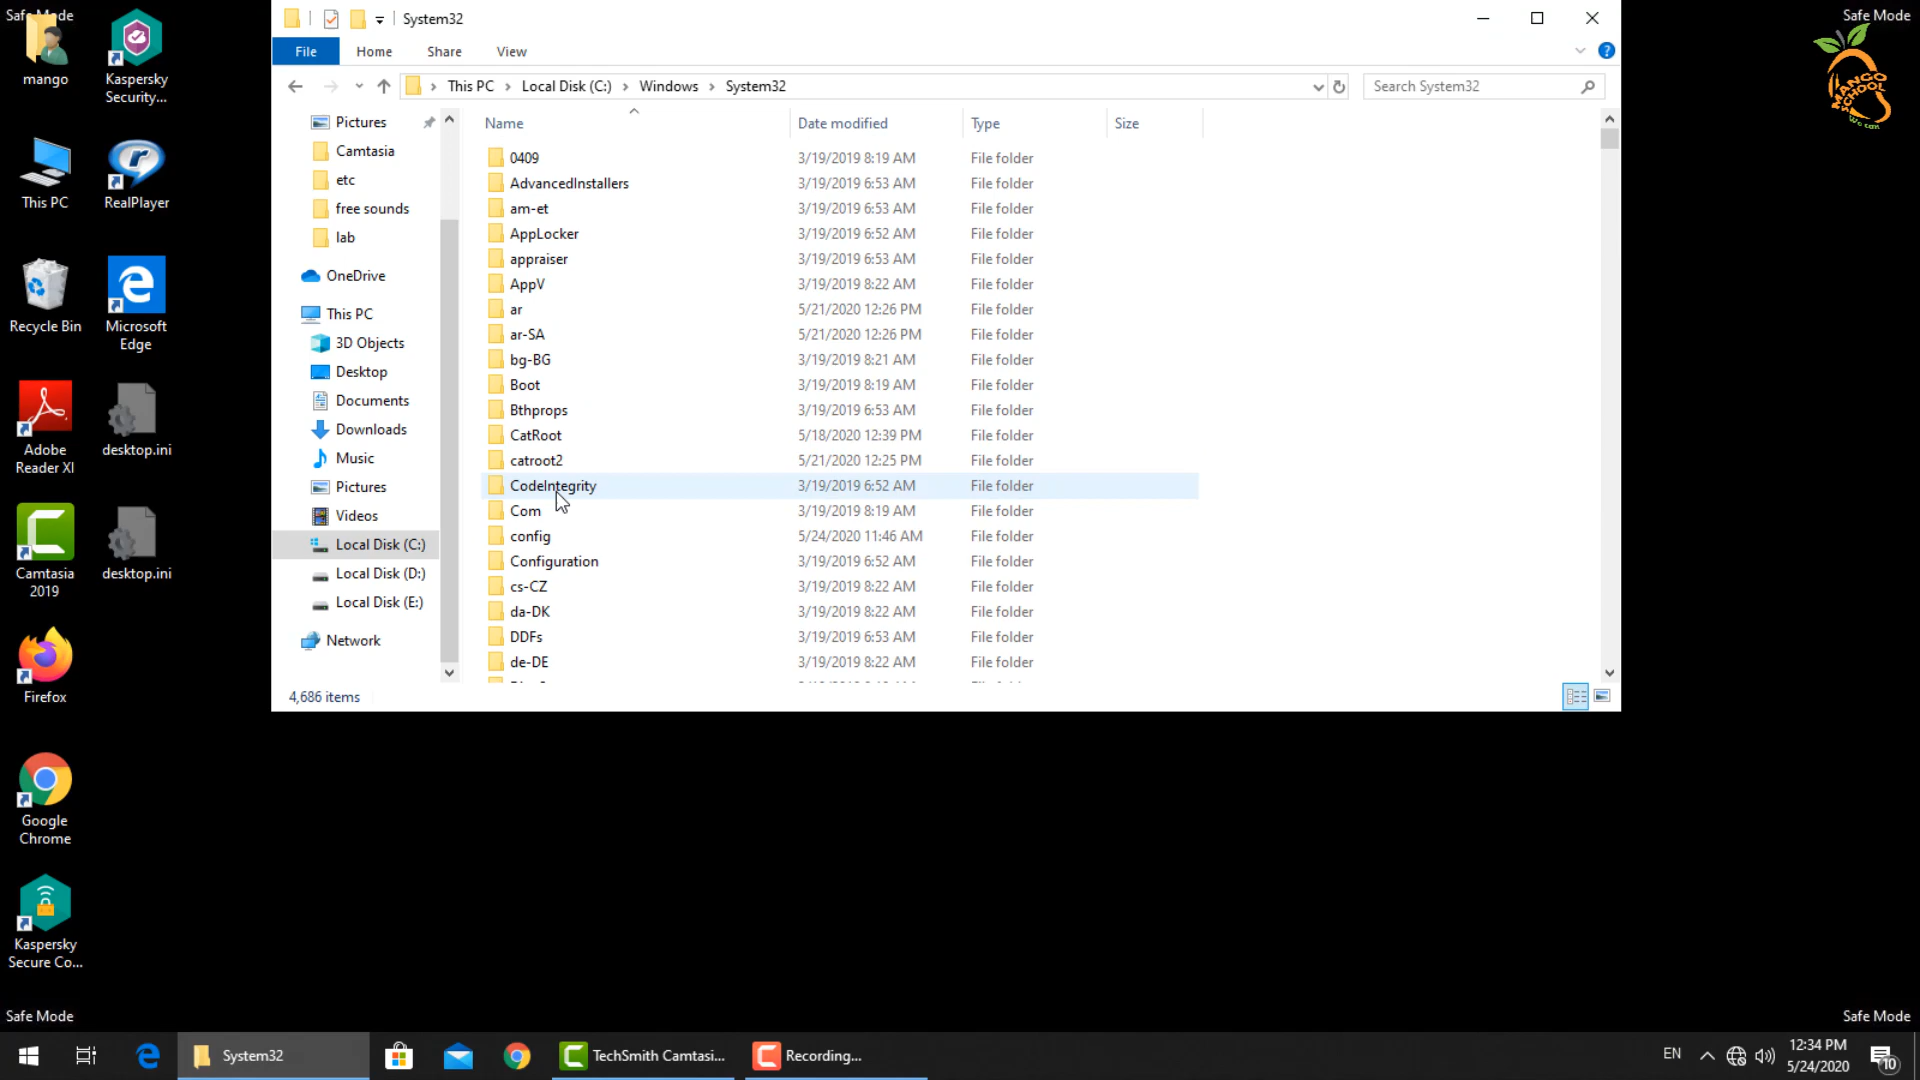 Safe Mode
Safe Mode
mango
Kaspersky
Security...
This PC
RealPlayer
Recycle Bin
Microsoft
Edge
Adobe
Reader XI
desktop.ini
Camtasia
2019
desktop.ini
Firefox
Google
Chrome
Kaspersky
Secure Co...
MANGO
SCHOOL
We can
System32
File Home Share View
This PC Local Disk (C:) Windows System32
Search System32
Pictures
Camtasia
etc
free sounds
lab
OneDrive
This PC
3D Objects
Desktop
Documents
Downloads
Music
Pictures
Videos
Local Disk (C:)
Local Disk (D:)
Local Disk (E:)
Network
Name Date modified Type Size
0409 3/19/2019 8:19 AM File folder
AdvancedInstallers 3/19/2019 6:53 AM File folder
am-et 3/19/2019 6:53 AM File folder
AppLocker 3/19/2019 6:52 AM File folder
appraiser 3/19/2019 6:53 AM File folder
AppV 3/19/2019 8:22 AM File folder
ar 5/21/2020 12:26 PM File folder
ar-SA 5/21/2020 12:26 PM File folder
bg-BG 3/19/2019 8:21 AM File folder
Boot 3/19/2019 8:19 AM File folder
Bthprops 3/19/2019 6:53 AM File folder
CatRoot 5/18/2020 12:39 PM File folder
catroot2 5/21/2020 12:25 PM File folder
CodeIntegrity 3/19/2019 6:52 AM File folder
Com 3/19/2019 8:19 AM File folder
config 5/24/2020 11:46 AM File folder
Configuration 3/19/2019 6:52 AM File folder
cs-CZ 3/19/2019 8:22 AM File folder
da-DK 3/19/2019 8:22 AM File folder
DDFs 3/19/2019 6:53 AM File folder
de-DE 3/19/2019 8:22 AM File folder
4,686 items
Safe Mode
Safe Mode
System32
TechSmith Camtasi...
Recording...
EN
12:34 PM
5/24/2020
10